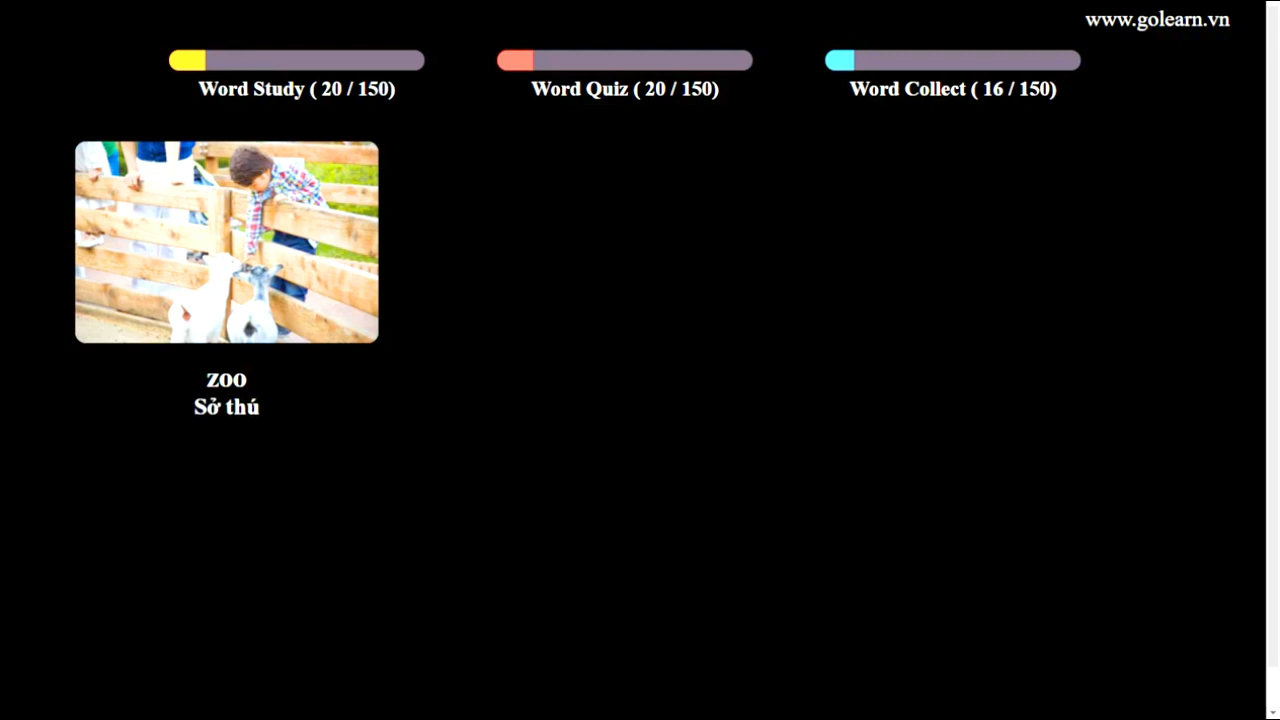 www.golearn.vn
Word Study ( 20 / 150)
Word Quiz ( 20 / 150)
Word Collect ( 16 / 150)
zoo
Sở thú